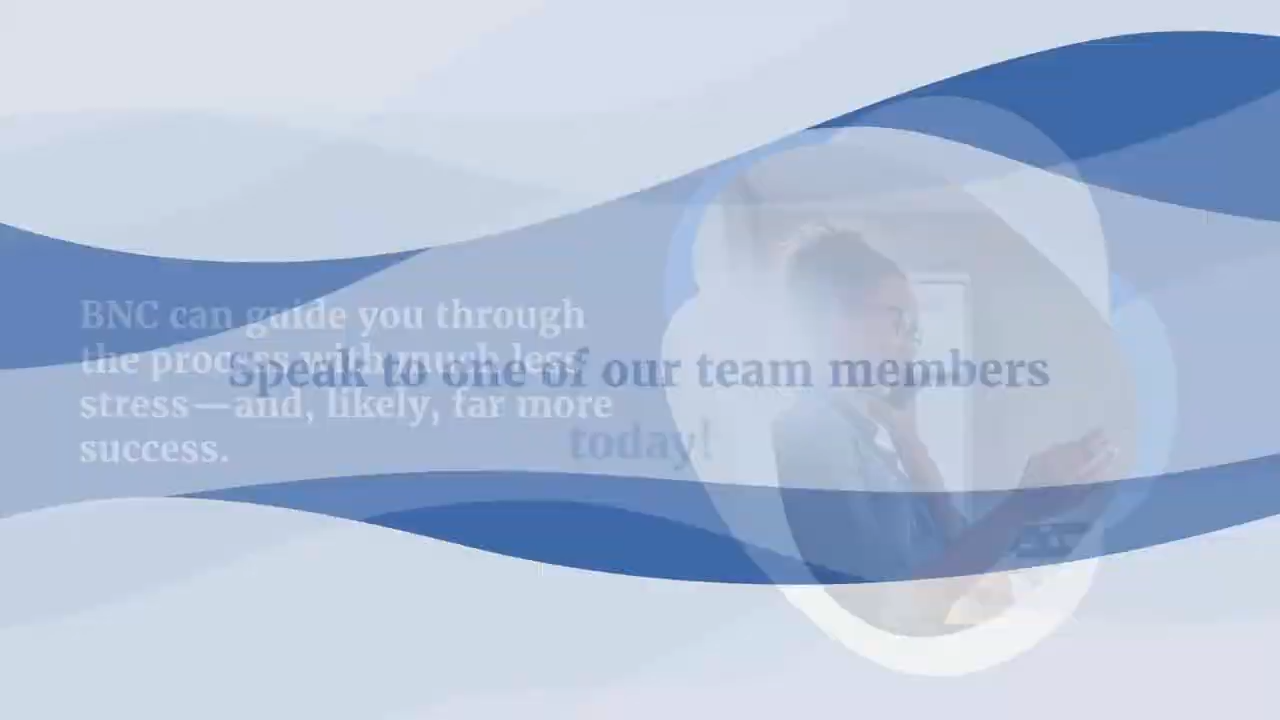 BNC can guide you through
the process with much less
stress—and, likely, far more
success.
Speak to one of our team members
today!